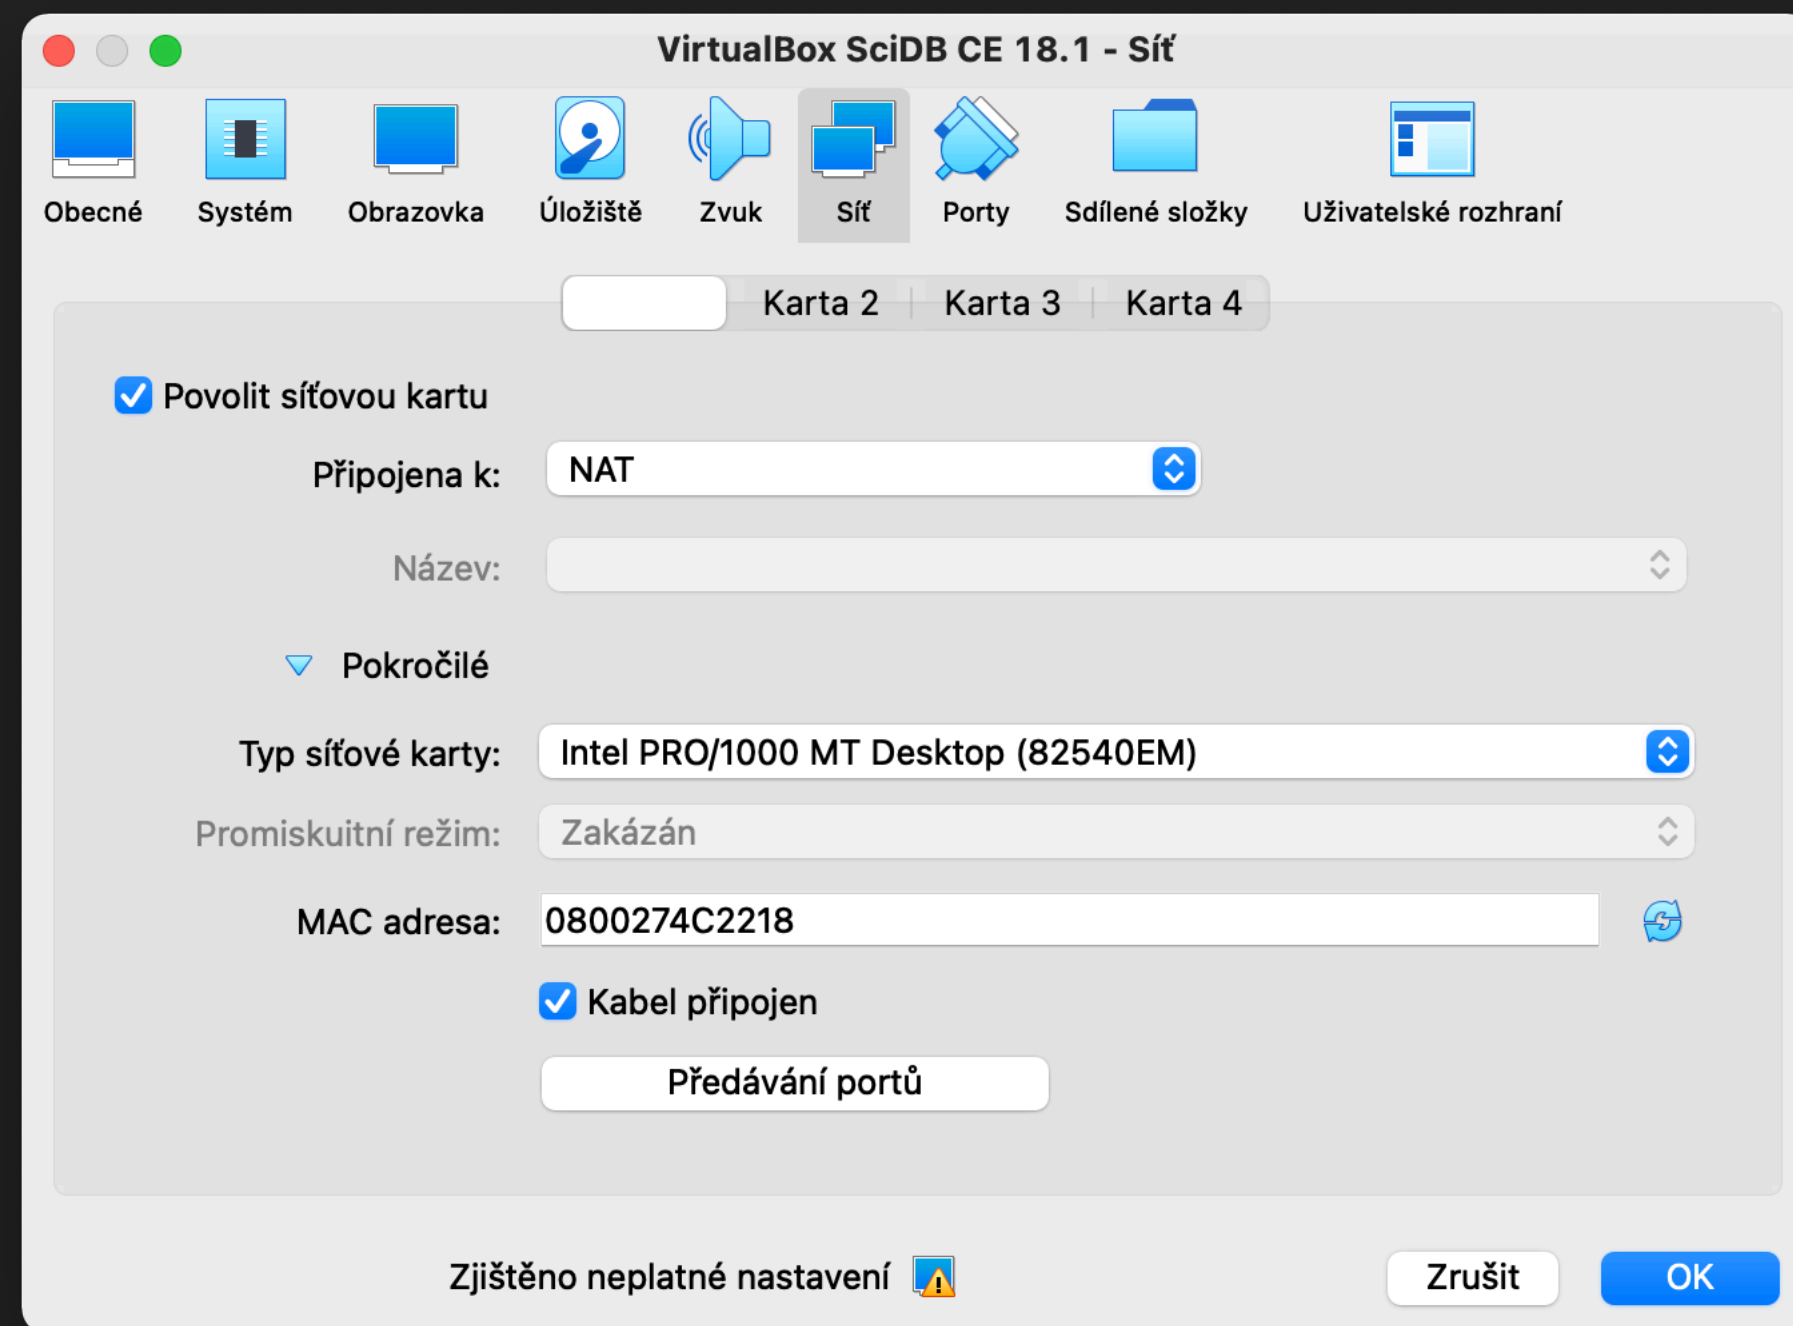 VirtualBox SciDB CE 18.1 - Síť
Obecné Systém Obrazovka Úložiště Zvuk Síť Porty Sdílené složky Uživatelské rozhraní
Karta 2 Karta 3 Karta 4
Povolit síťovou kartu
Připojena k: NAT
Název:
Pokročilé
Typ síťové karty: Intel PRO/1000 MT Desktop (82540EM)
Promiskuitní režim: Zakázán
MAC adresa: 0800274C2218
Kabel připojen
Předávání portů
Zjištěno neplatné nastavení Zrušit OK